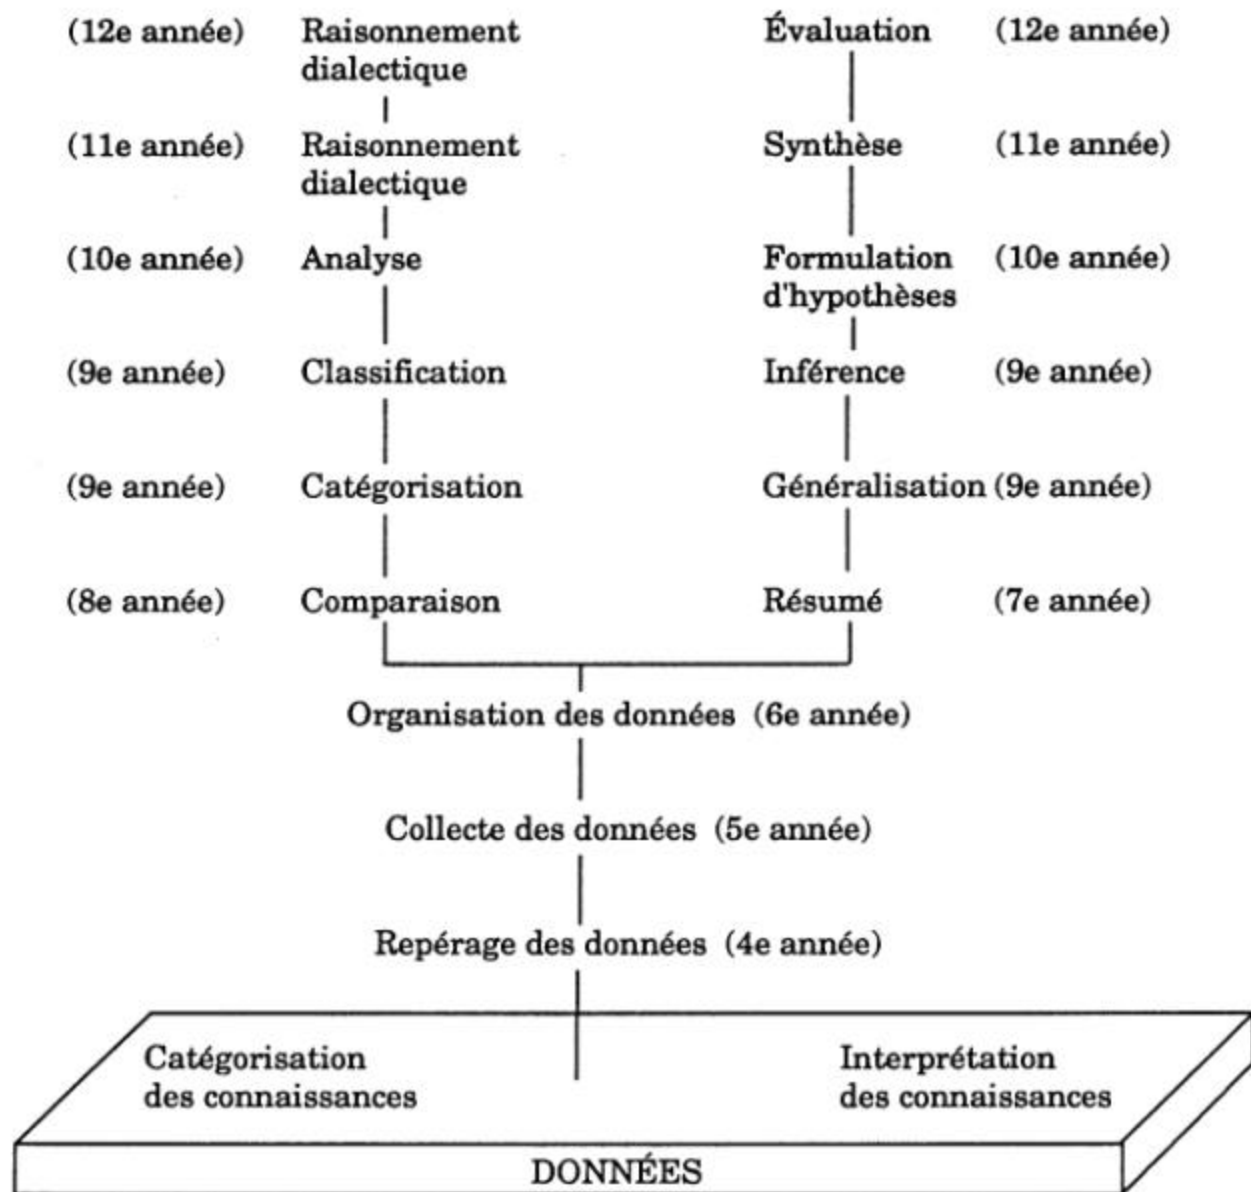 (12e année) Raisonnement dialectique Évaluation (12e année)
(11e année) Raisonnement dialectique Synthèse (11e année)
(10e année) Analyse Formulation d'hypothèses (10e année)
(9e année) Classification Inférence (9e année)
(9e année) Catégorisation Généralisation (9e année)
(8e année) Comparaison Résumé (7e année)
Organisation des données (6e année)
Collecte des données (5e année)
Repérage des données (4e année)
Catégorisation des connaissances Interprétation des connaissances
DONNÉES